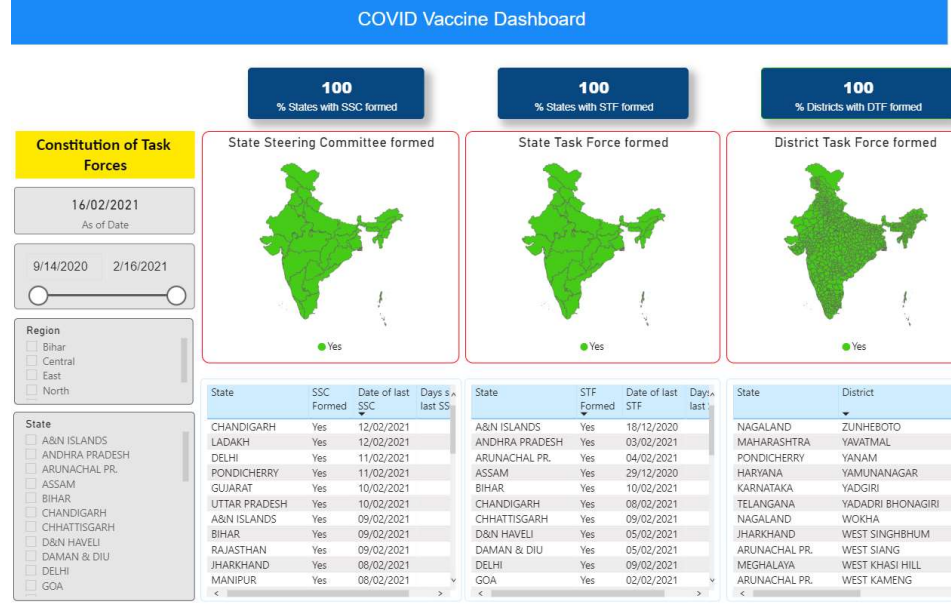 COVID Vaccine Dashboard
100
% States with SSC formed
100
% States with STF formed
100
% Districts with DTF formed
Constitution of Task
Forces
16/02/2021
As of Date
9/14/2020 2/16/2021
Region
Bihar
Central
East
North
State
A&N ISLANDS
ANDHRA PRADESH
ARUNACHAL PR.
ASSAM
BIHAR
CHANDIGARH
CHHATTISGARH
D&N HAVELI
DAMAN & DIU
DELHI
GOA
State Steering Committee formed
Yes
State Task Force formed
Yes
District Task Force formed
Yes
State SSC Date of last Days s
Formed SSC last SS
CHANDIGARH Yes 12/02/2021
LADAKH Yes 12/02/2021
DELHI Yes 11/02/2021
PONDICHERRY Yes 11/02/2021
GUJARAT Yes 10/02/2021
UTTAR PRADESH Yes 10/02/2021
A&N ISLANDS Yes 09/02/2021
BIHAR Yes 09/02/2021
RAJASTHAN Yes 09/02/2021
JHARKHAND Yes 08/02/2021
MANIPUR Yes 08/02/2021
State STF Date of last Days
Formed STF last
A&N ISLANDS Yes 18/12/2020
ANDHRA PRADESH Yes 03/02/2021
ARUNACHAL PR. Yes 04/02/2021
ASSAM Yes 29/12/2020
BIHAR Yes 10/02/2021
CHANDIGARH Yes 08/02/2021
CHHATTISGARH Yes 09/02/2021
D&N HAVELI Yes 05/02/2021
DAMAN & DIU Yes 05/02/2021
DELHI Yes 09/02/2021
GOA Yes 02/02/2021
State District
NAGALAND ZUNHEBOTO
MAHARASHTRA YAVATMAL
PONDICHERRY YANAM
HARYANA YAMUNANAGAR
KARNATAKA YADGIRI
TELANGANA YADADRI BHONAGIRI
NAGALAND WOKHA
JHARKHAND WEST SINGHBHUM
ARUNACHAL PR. WEST SIANG
MEGHALAYA WEST KHASI HILL
ARUNACHAL PR. WEST KAMENG